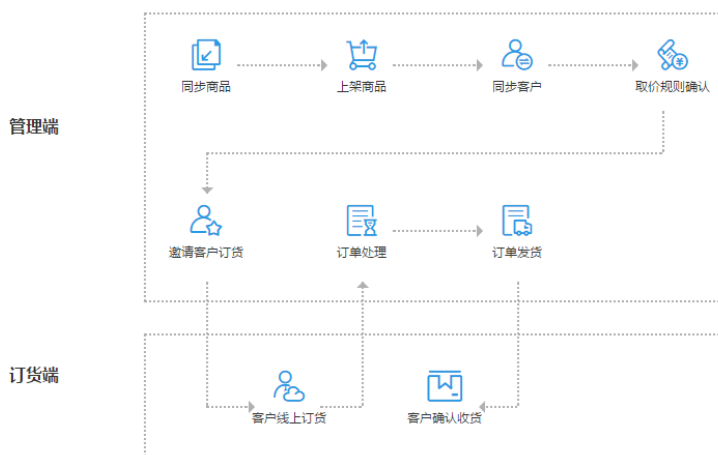 同步商品
上架商品
同步客户
取价规则确认
管理端
邀请客户订货
订单处理
订单发货
订货端
客户线上订货
客户确认收货